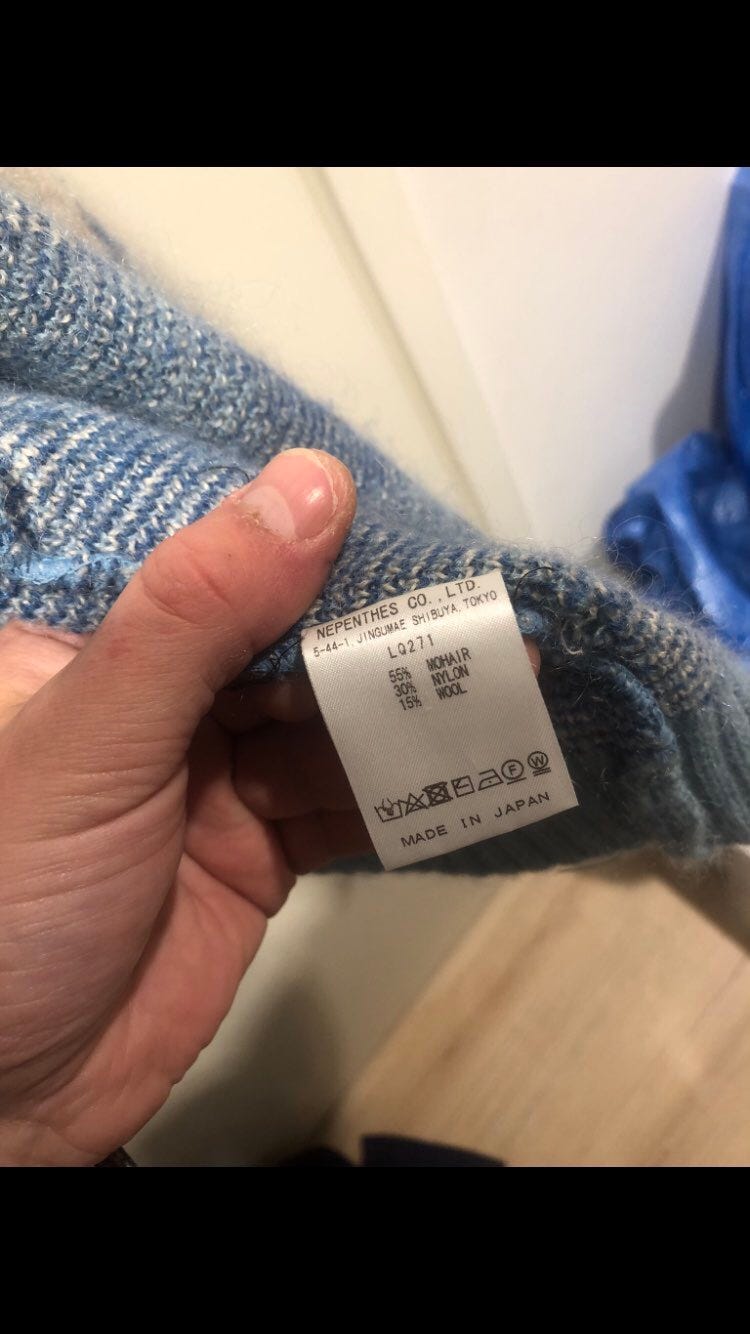 NEPENTHES CO.,LTD.
5-44-1, JINGUMAE SHIBUYA, TOKYO
LQ271
55% MOHAIR
30% NYLON
15% WOOL
F W
MADE IN JAPAN